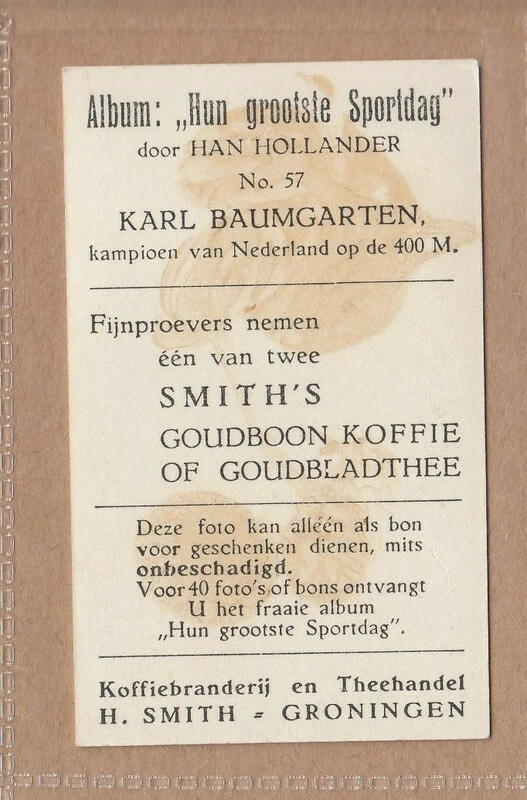 Album: „Hun grootste Sportdag”
door HAN HOLLANDER
No. 57
KARL BAUMGARTEN,
kampioen van Nederland op de 400 M.
Fijnproevers nemen
één van twee
SMITH'S
GOUDBOON KOFFIE
OF GOUDBLADTHEE
Deze foto kan alléén als bon
voor geschenken dienen, mits
onbeschadigd.
Voor 40 foto's of bons ontvangt
U het fraaie album
„Hun grootste Sportdag”.
Koffiebranderij en Theehandel
H. SMITH = GRONINGEN